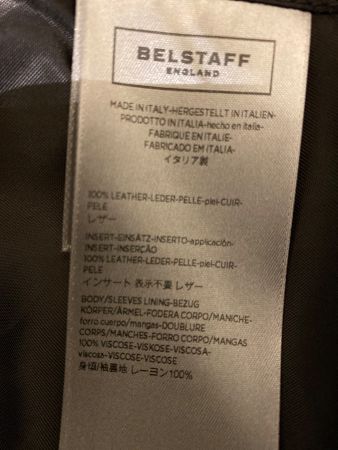 BELSTAFF
ENGLAND
MADE IN ITALY-HERGESTELLT IN ITALIEN-
PRODOTTO IN ITALIA-hecho en italia-
FABRIQUE EN ITALIE-
FABRICADO EM ITALIA-
イタリア製
100% LEATHER-LEDER-PELLE-piel-CUIR-
PELE
レザー
INSERT-EINSATZ-INSERTO-applicación-
INSERT-INSERÇÃO
100% LEATHER-LEDER-PELLE-piel-CUIR-
PELE
インサート 表示不要 レザー
BODY/SLEEVES LINING-BEZUG
KÖRPER/ÄRMEL-FODERA CORPO/MANICHE-
forro cuerpo/mangas-DOUBLURE
CORPS/MANCHES-FORRO CORPO/MANGAS
100% VISCOSE-VISKOSE-VISCOSA-
viscosa-VISCOSE-VISCOSE
身頃/袖裏地 レーヨン100%